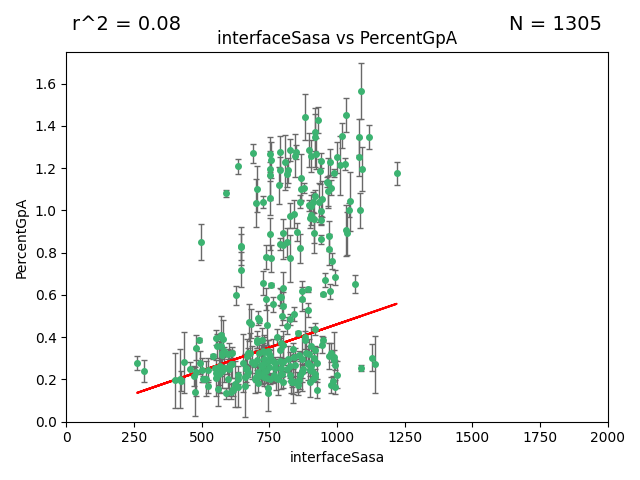 r^2 = 0.08
N = 1305
interfaceSasa vs PercentGpA
PercentGpA
1.6
1.4
1.2
1.0
0.8
0.6
0.4
0.2
0.0
0 250 500 750 1000 1250 1500 1750 2000
interfaceSasa